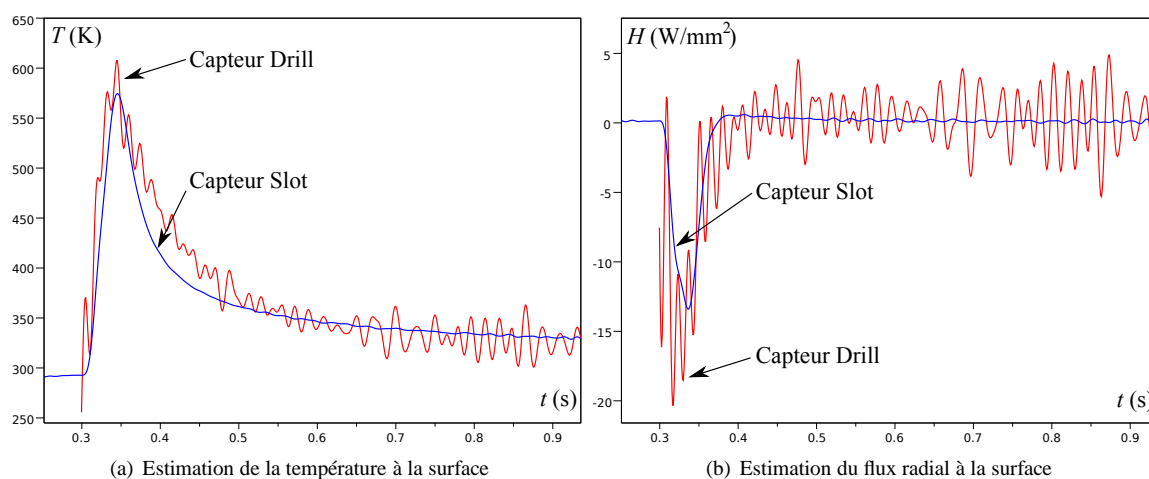 650
600
550
500
450
400
350
300
250
T (K)
Capteur Drill
Capteur Slot
t (s)
0.3 0.4 0.5 0.6 0.7 0.8 0.9
(a) Estimation de la température à la surface
5
0
-5
-10
-15
-20
H (W/mm²)
Capteur Slot
Capteur Drill
t (s)
0.3 0.4 0.5 0.6 0.7 0.8 0.9
(b) Estimation du flux radial à la surface